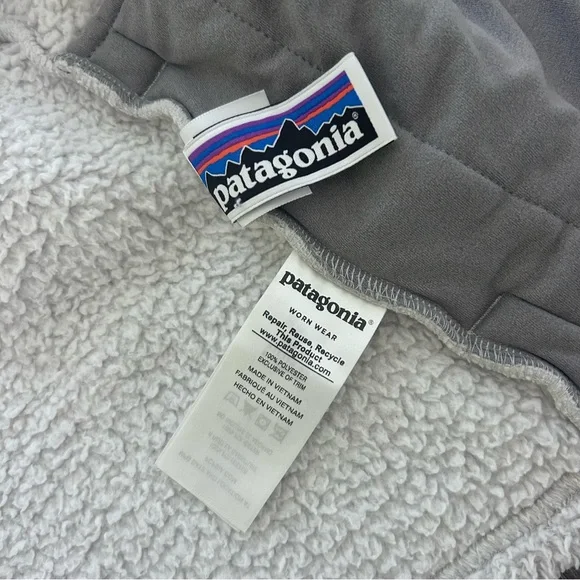 patagonia®
patagonia®
WORN WEAR
Repair, Reuse, Recycle
This Product
www.patagonia.com
100% POLYESTER
EXCLUSIVE OF TRIM
MADE IN VIETNAM
FABRIQUÉ AU VIETNAM
HECHO EN VIETNAM